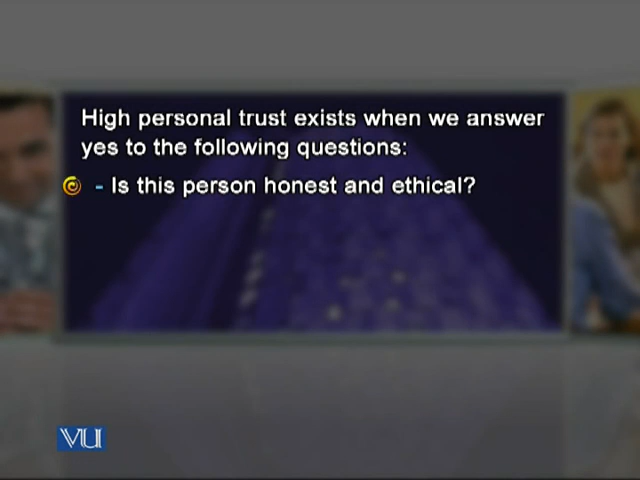 High personal trust exists when we answer
yes to the following questions:
- Is this person honest and ethical?
VU